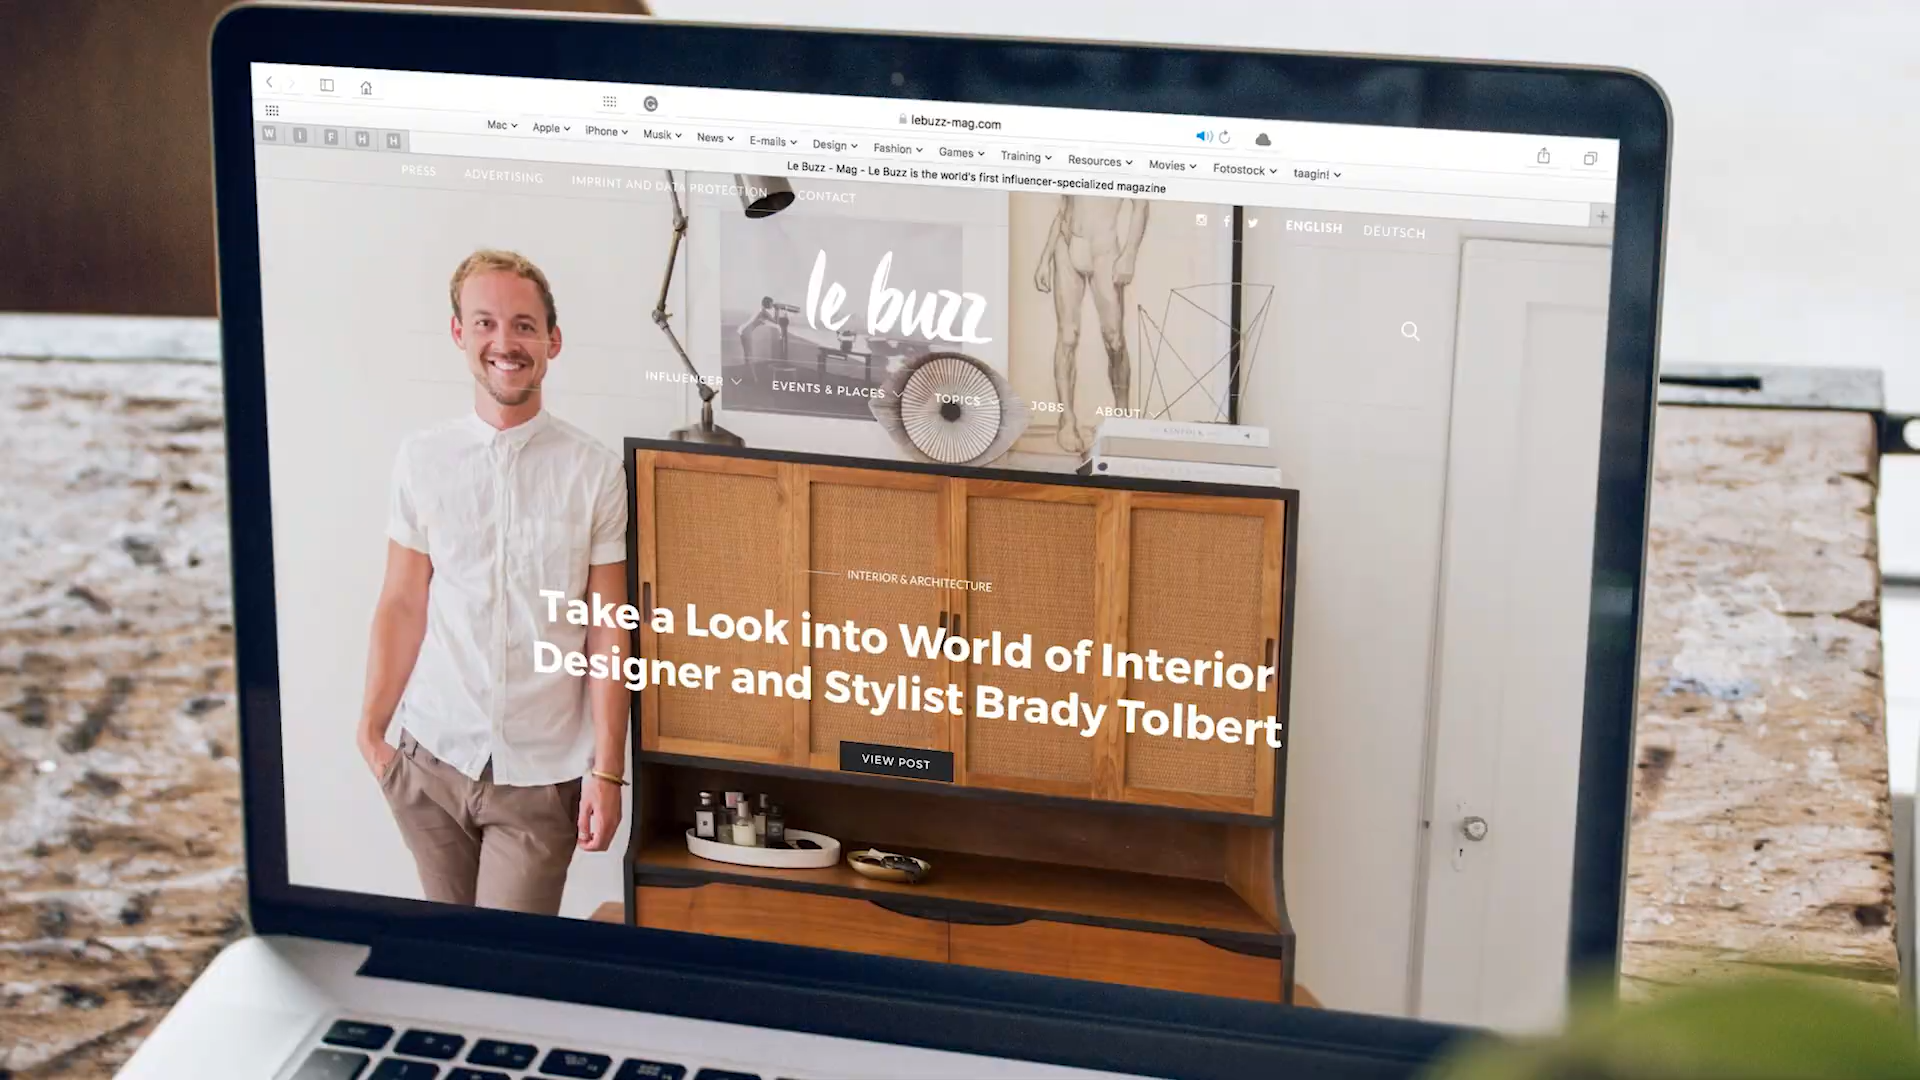 lebuzz-mag.com
Mac Apple iPhone Musik News E-mails Design Fashion Games Training Resources Movies Fotostock taagin!
W I F H H
Le Buzz - Mag - Le Buzz is the world's first influencer-specialized magazine
PRESS ADVERTISING IMPRINT AND DATA PROTECTION CONTACT
ENGLISH DEUTSCH
le buzz
INFLUENCER EVENTS & PLACES TOPICS JOBS ABOUT
INTERIOR & ARCHITECTURE
Take a Look into World of Interior
Designer and Stylist Brady Tolbert
VIEW POST